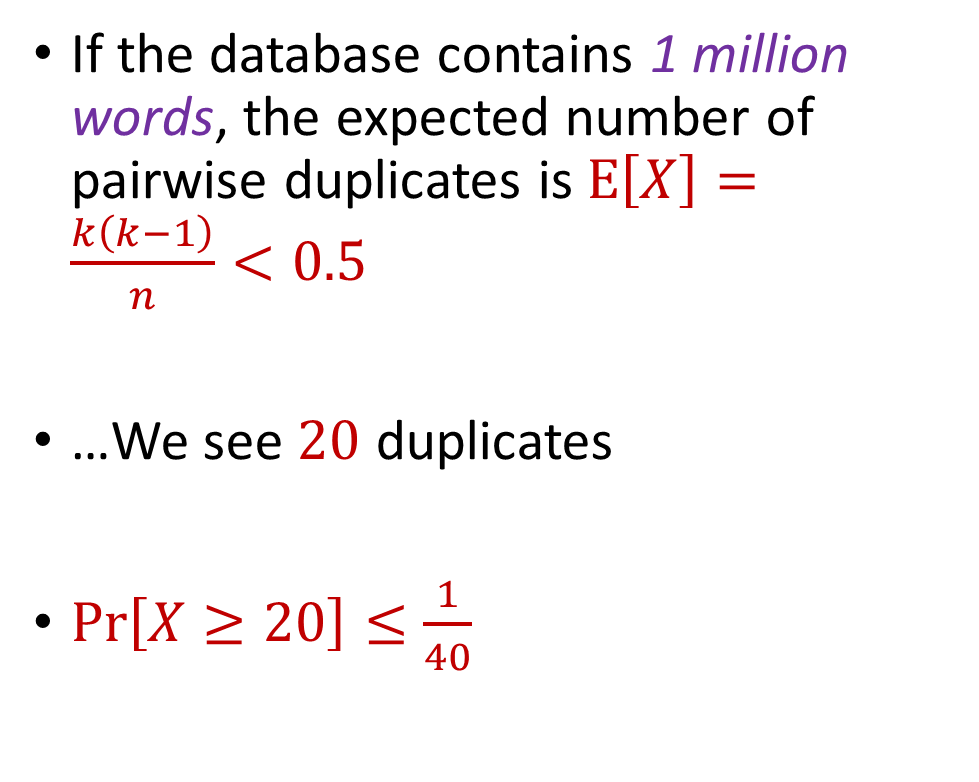 • If the database contains 1 million
words, the expected number of
pairwise duplicates is E[X] =
k(k−1)/n < 0.5
• …We see 20 duplicates
• Pr[X ≥ 20] ≤ 1/40